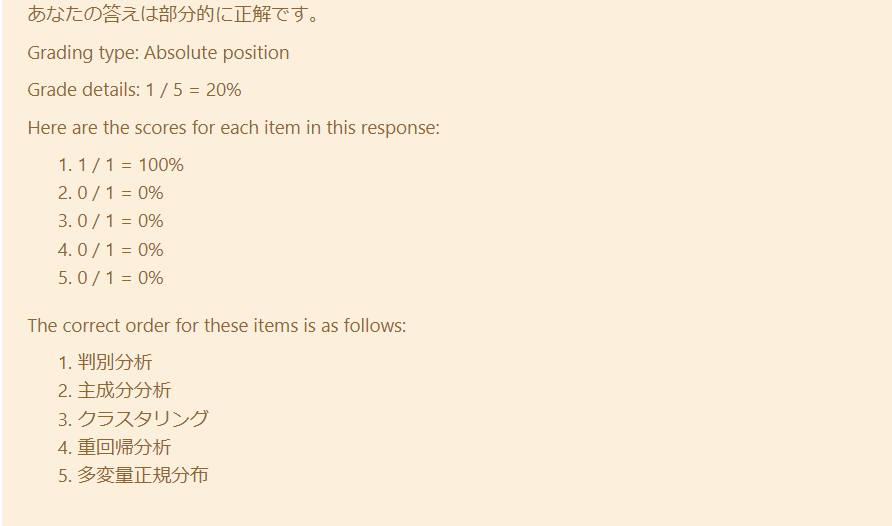 あなたの答えは部分的に正解です。
Grading type: Absolute position
Grade details: 1 / 5 = 20%
Here are the scores for each item in this response:
1. 1 / 1 = 100%
2. 0 / 1 = 0%
3. 0 / 1 = 0%
4. 0 / 1 = 0%
5. 0 / 1 = 0%
The correct order for these items is as follows:
1. 判別分析
2. 主成分分析
3. クラスタリング
4. 重回帰分析
5. 多変量正規分布